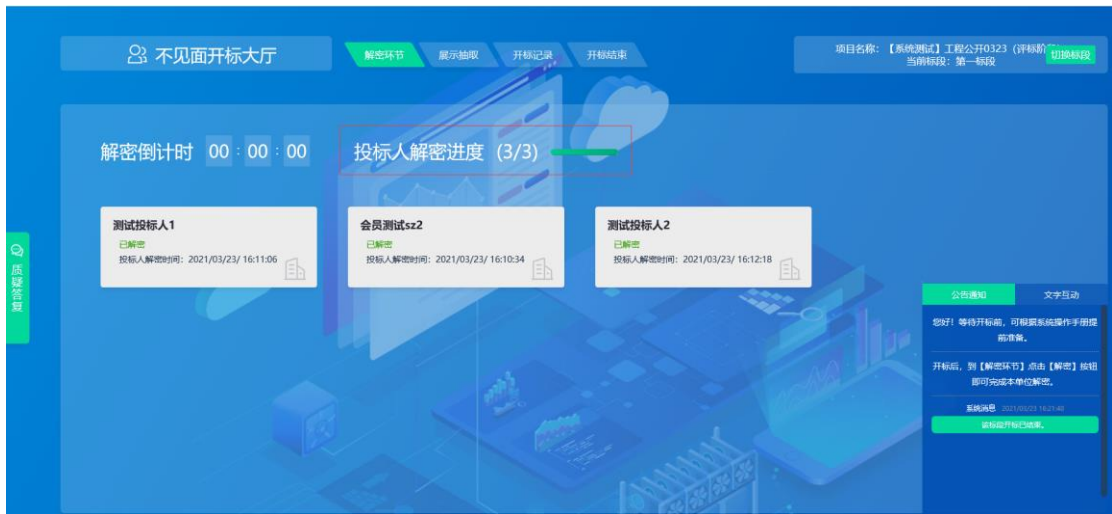 不见面开标大厅
解密环节
展示抽取
开标记录
开标结束
项目名称：【系统测试】工程公开0323（评标阶
当前标段：第一标段
切换标段
解密倒计时 00 : 00 : 00
投标人解密进度 (3/3)
测试投标人1
已解密
投标人解密时间：2021/03/23/ 16:11:06
会员测试sz2
已解密
投标人解密时间：2021/03/23/ 16:10:34
测试投标人2
已解密
投标人解密时间：2021/03/23/ 16:12:18
质疑答复
公告通知
文字互动
您好！等待开标前，可根据系统操作手册提
前准备。
开标后，到【解密环节】点击【解密】按钮
即可完成本单位解密。
系统消息 2021/03/23 16:21:40
该标段开标已结束。